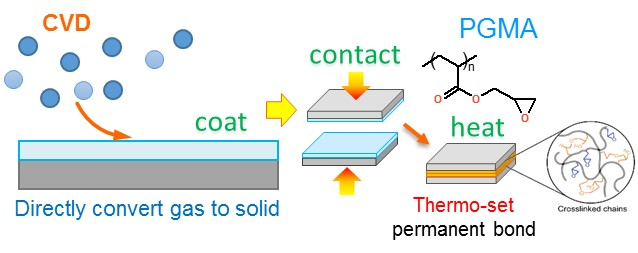 CVD
coat
Directly convert gas to solid
contact
PGMA
n
O
O
O
heat
Thermo-set
permanent bond
Crosslinked chains